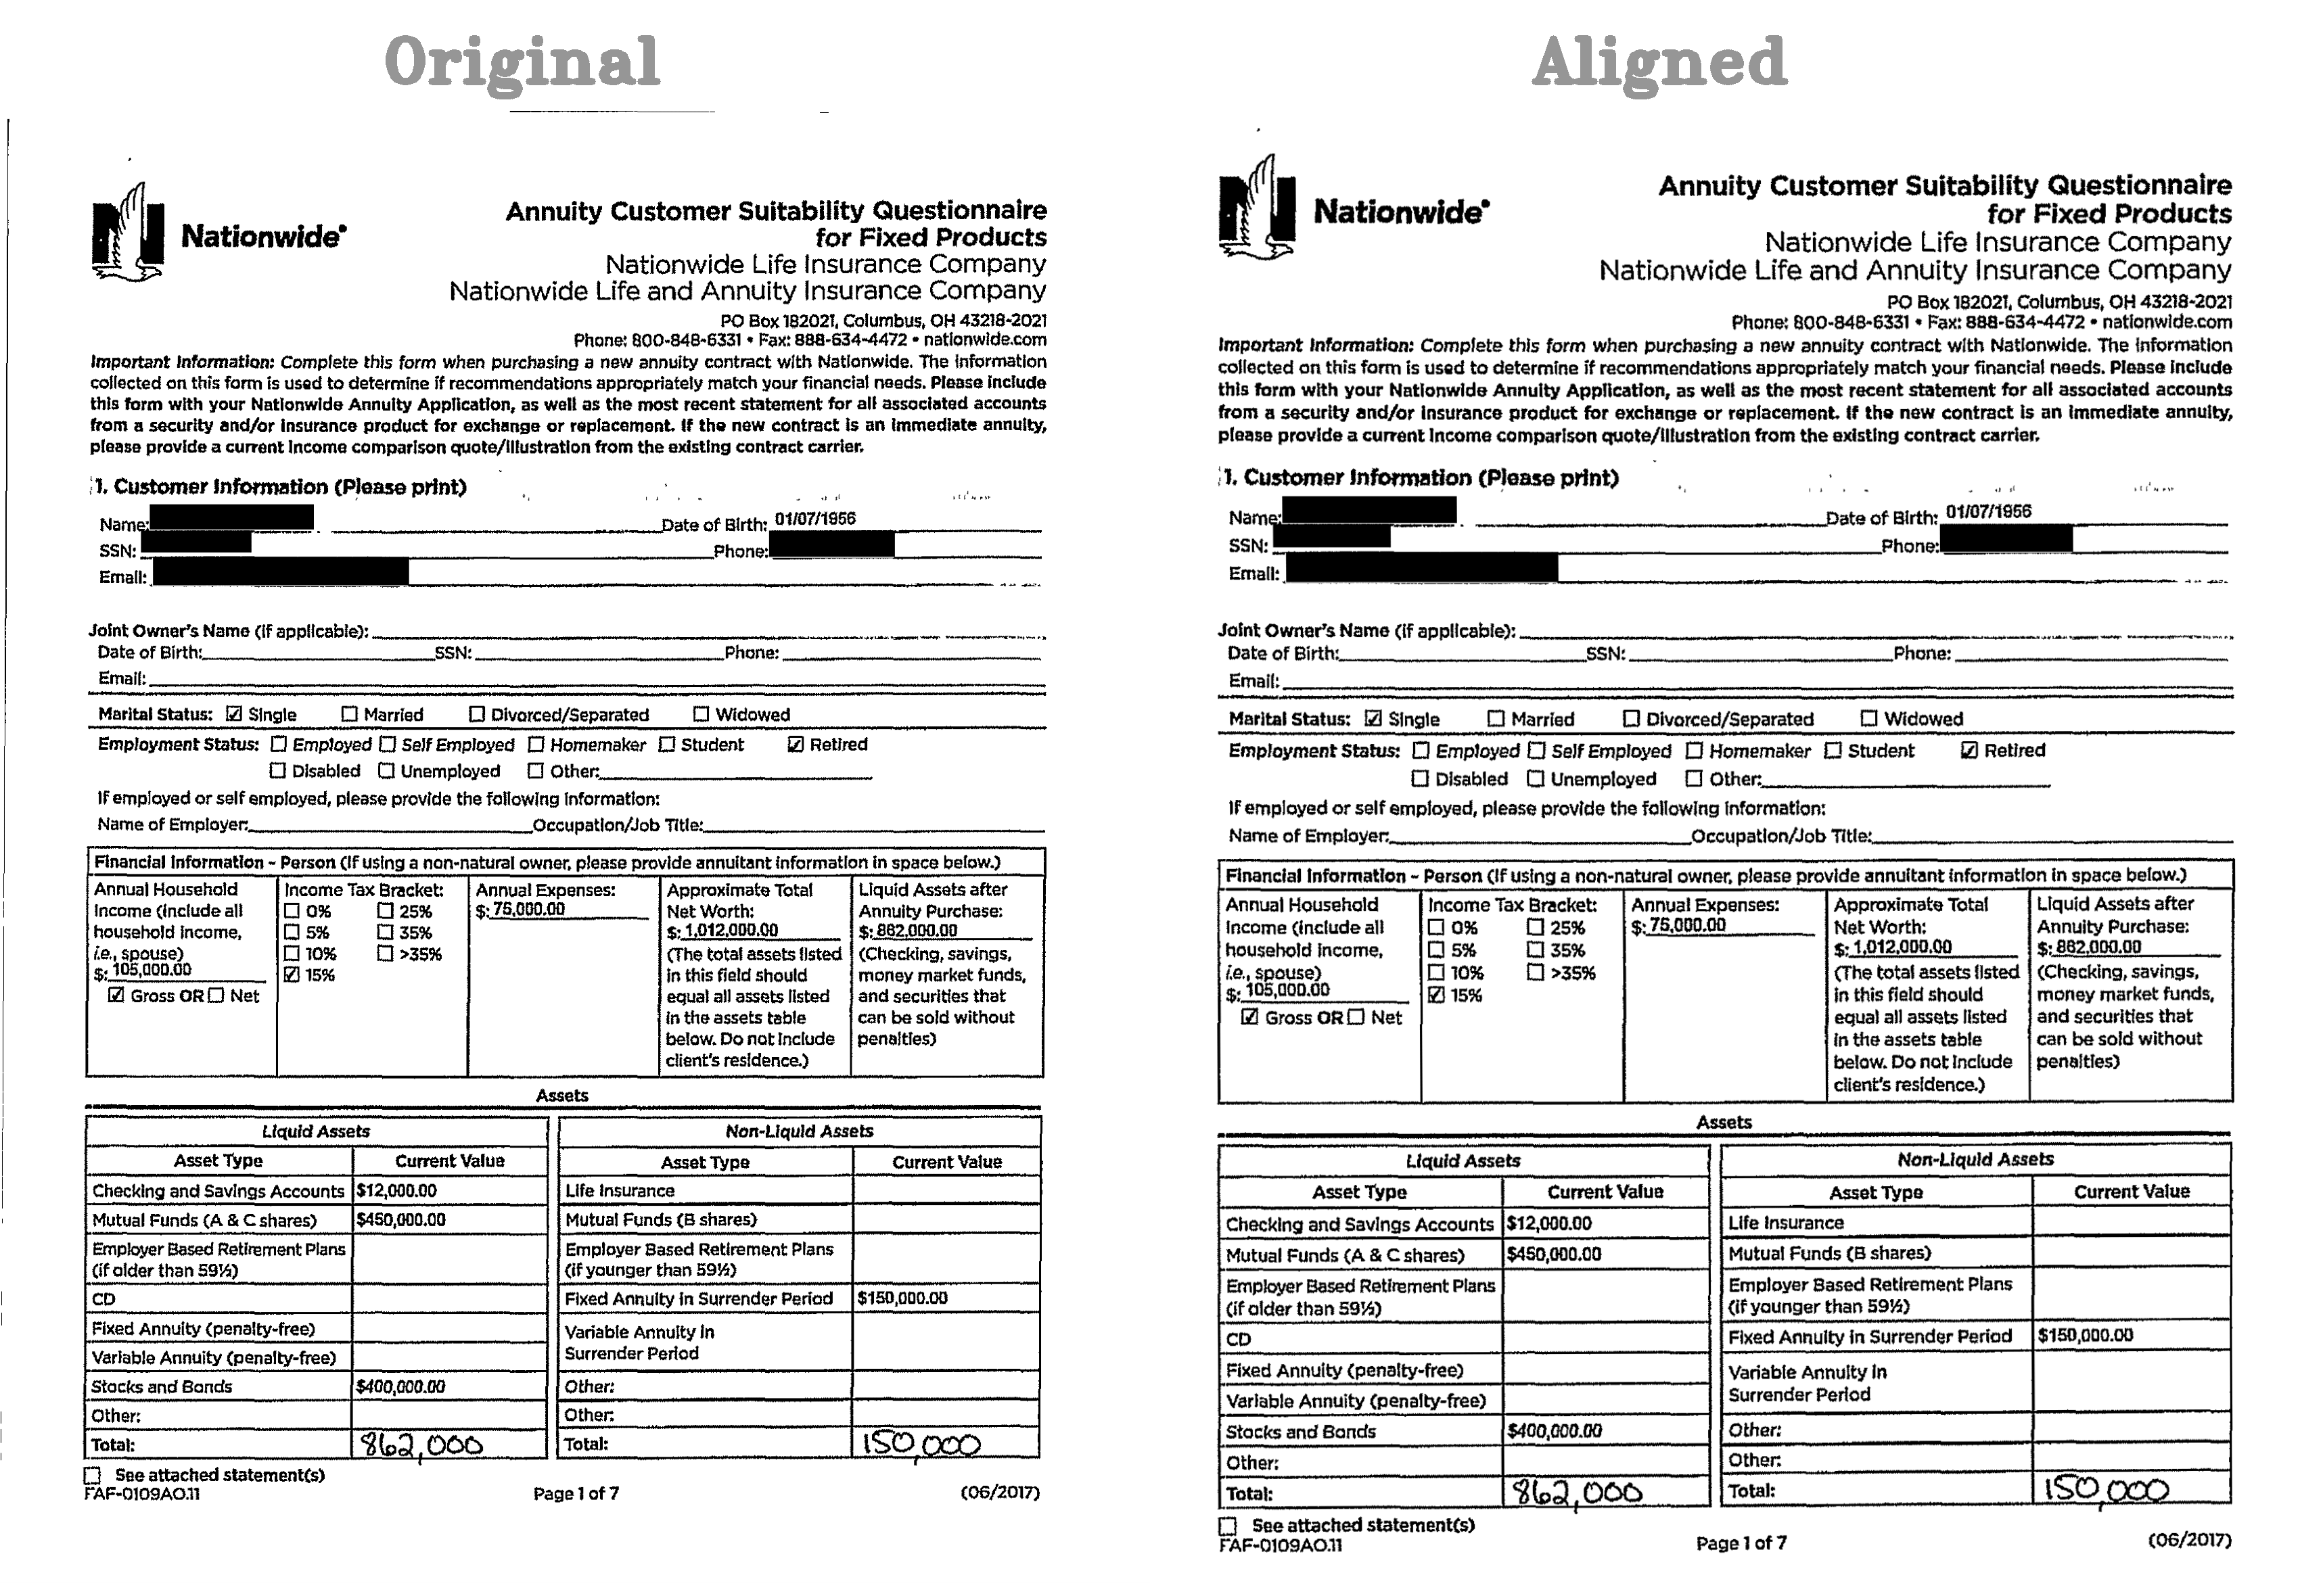 Original
Nationwide®
Annuity Customer Suitability Questionnaire
for Fixed Products
Nationwide Life Insurance Company
Nationwide Life and Annuity Insurance Company
PO Box 182021, Columbus, OH 43218-2021
Phone: 800-848-6331 • Fax: 888-634-4472 • nationwide.com
Important Information: Complete this form when purchasing a new annuity contract with Nationwide. The information
collected on this form is used to determine if recommendations appropriately match your financial needs. Please include
this form with your Nationwide Annuity Application, as well as the most recent statement for all associated accounts
from a security and/or insurance product for exchange or replacement. If the new contract is an immediate annuity,
please provide a current income comparison quote/illustration from the existing contract carrier.
1. Customer Information (Please print)
Name: Date of Birth: 01/07/1956
SSN: Phone:
Email:
Joint Owner's Name (if applicable):
Date of Birth: SSN: Phone:
Email:
Marital Status: ☑ Single ☐ Married ☐ Divorced/Separated ☐ Widowed
Employment Status: ☐ Employed ☐ Self Employed ☐ Homemaker ☐ Student ☑ Retired
☐ Disabled ☐ Unemployed ☐ Other:
If employed or self employed, please provide the following information:
Name of Employer: Occupation/Job Title:
Financial Information - Person (If using a non-natural owner, please provide annuitant information in space below.)
Annual Household
Income (include all
household income,
i.e., spouse)
$: 105,000.00
☑ Gross OR ☐ Net
Income Tax Bracket:
☐ 0% ☐ 25%
☐ 5% ☐ 35%
☐ 10% ☐ >35%
☑ 15%
Annual Expenses:
$: 75,000.00
Approximate Total
Net Worth:
$: 1,012,000.00
(The total assets listed
in this field should
equal all assets listed
in the assets table
below. Do not include
client's residence.)
Liquid Assets after
Annuity Purchase:
$: 862,000.00
(Checking, savings,
money market funds,
and securities that
can be sold without
penalties)
Assets
Liquid Assets
Asset Type Current Value
Checking and Savings Accounts $12,000.00
Mutual Funds (A & C shares) $450,000.00
Employer Based Retirement Plans
(if older than 59½)
CD
Fixed Annuity (penalty-free)
Variable Annuity (penalty-free)
Stocks and Bonds $400,000.00
Other:
Total: 862,000
Non-Liquid Assets
Asset Type Current Value
Life Insurance
Mutual Funds (B shares)
Employer Based Retirement Plans
(if younger than 59½)
Fixed Annuity in Surrender Period $150,000.00
Variable Annuity in
Surrender Period
Other:
Other:
Total: 150,000
☐ See attached statement(s)
FAF-0109AO.11 Page 1 of 7 (06/2017)
Aligned
Nationwide®
Annuity Customer Suitability Questionnaire
for Fixed Products
Nationwide Life Insurance Company
Nationwide Life and Annuity Insurance Company
PO Box 182021, Columbus, OH 43218-2021
Phone: 800-848-6331 • Fax: 888-634-4472 • nationwide.com
Important Information: Complete this form when purchasing a new annuity contract with Nationwide. The information
collected on this form is used to determine if recommendations appropriately match your financial needs. Please include
this form with your Nationwide Annuity Application, as well as the most recent statement for all associated accounts
from a security and/or insurance product for exchange or replacement. If the new contract is an immediate annuity,
please provide a current income comparison quote/illustration from the existing contract carrier.
1. Customer Information (Please print)
Name: Date of Birth: 01/07/1956
SSN: Phone:
Email:
Joint Owner's Name (if applicable):
Date of Birth: SSN: Phone:
Email:
Marital Status: ☑ Single ☐ Married ☐ Divorced/Separated ☐ Widowed
Employment Status: ☐ Employed ☐ Self Employed ☐ Homemaker ☐ Student ☑ Retired
☐ Disabled ☐ Unemployed ☐ Other:
If employed or self employed, please provide the following information:
Name of Employer: Occupation/Job Title:
Financial Information - Person (If using a non-natural owner, please provide annuitant information in space below.)
Annual Household
Income (include all
household income,
i.e., spouse)
$: 105,000.00
☑ Gross OR ☐ Net
Income Tax Bracket:
☐ 0% ☐ 25%
☐ 5% ☐ 35%
☐ 10% ☐ >35%
☑ 15%
Annual Expenses:
$: 75,000.00
Approximate Total
Net Worth:
$: 1,012,000.00
(The total assets listed
in this field should
equal all assets listed
in the assets table
below. Do not include
client's residence.)
Liquid Assets after
Annuity Purchase:
$: 862,000.00
(Checking, savings,
money market funds,
and securities that
can be sold without
penalties)
Assets
Liquid Assets
Asset Type Current Value
Checking and Savings Accounts $12,000.00
Mutual Funds (A & C shares) $450,000.00
Employer Based Retirement Plans
(if older than 59½)
CD
Fixed Annuity (penalty-free)
Variable Annuity (penalty-free)
Stocks and Bonds $400,000.00
Other:
Total: 862,000
Non-Liquid Assets
Asset Type Current Value
Life Insurance
Mutual Funds (B shares)
Employer Based Retirement Plans
(if younger than 59½)
Fixed Annuity in Surrender Period $150,000.00
Variable Annuity in
Surrender Period
Other:
Other:
Total: 150,000
☐ See attached statement(s)
FAF-0109AO.11 Page 1 of 7 (06/2017)